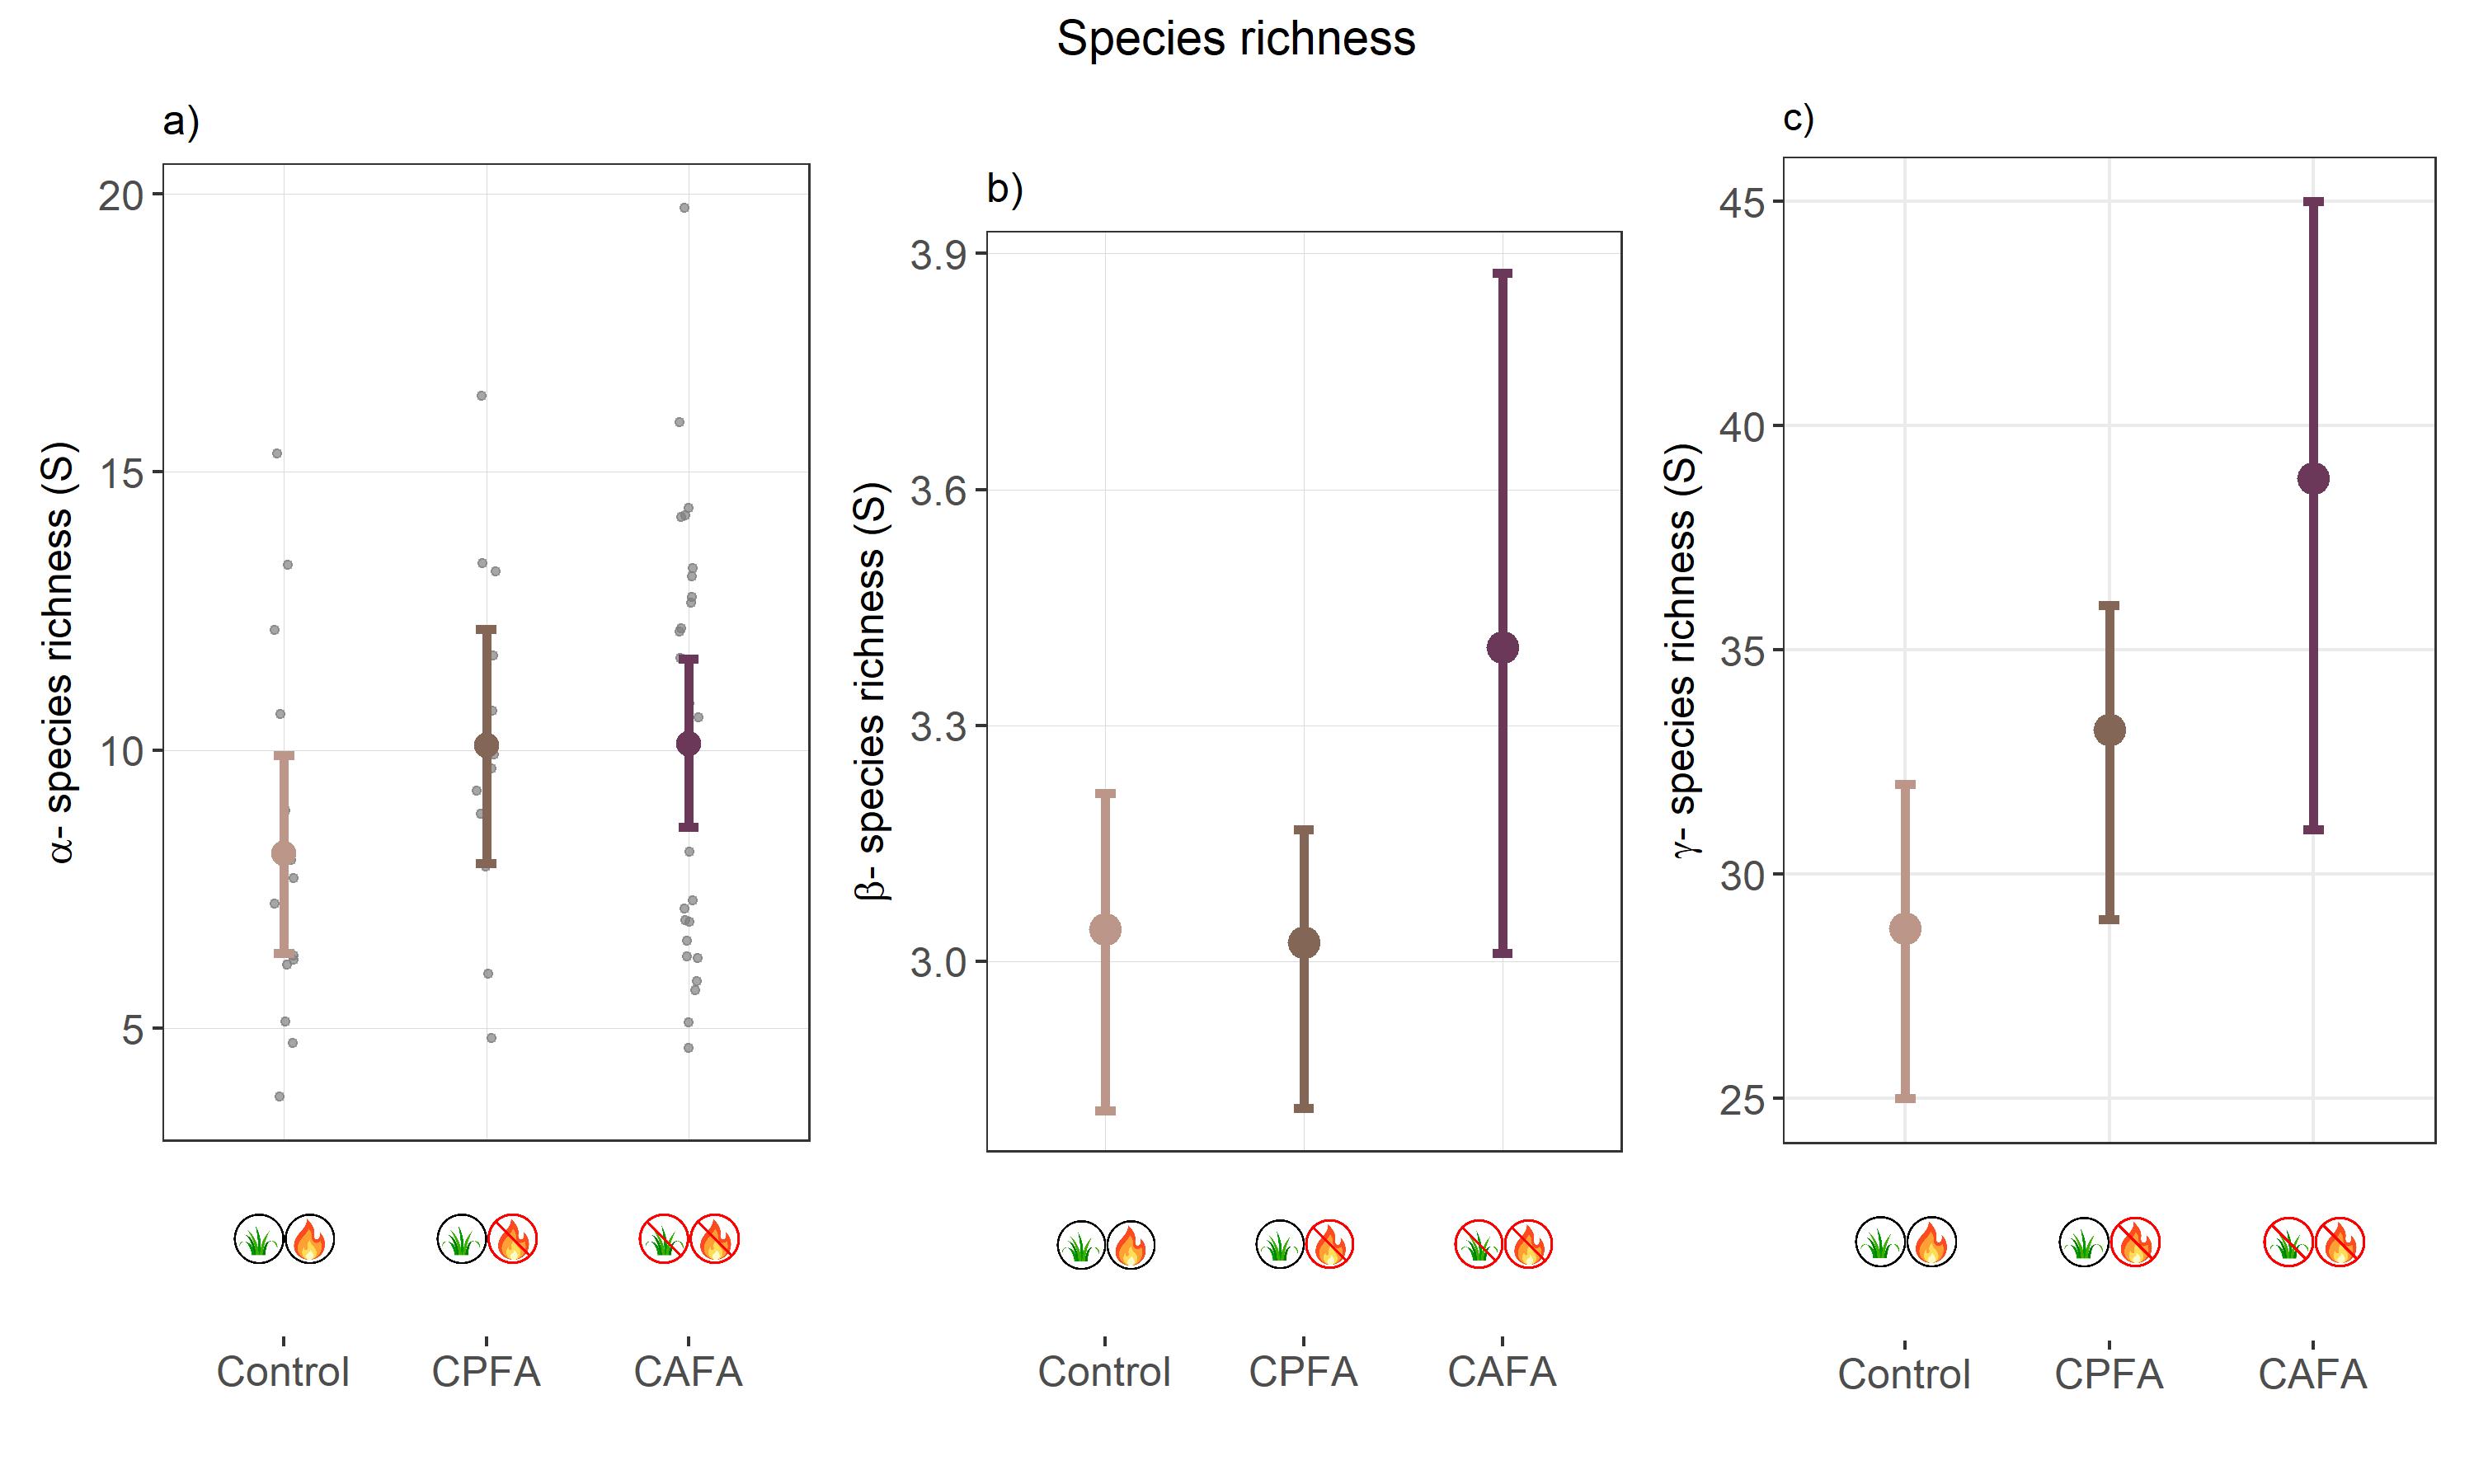 Species richness
a)
α- species richness (S)
20
15
10
5
Control CPFA CAFA
b)
β- species richness (S)
3.9
3.6
3.3
3.0
Control CPFA CAFA
c)
γ- species richness (S)
45
40
35
30
25
Control CPFA CAFA